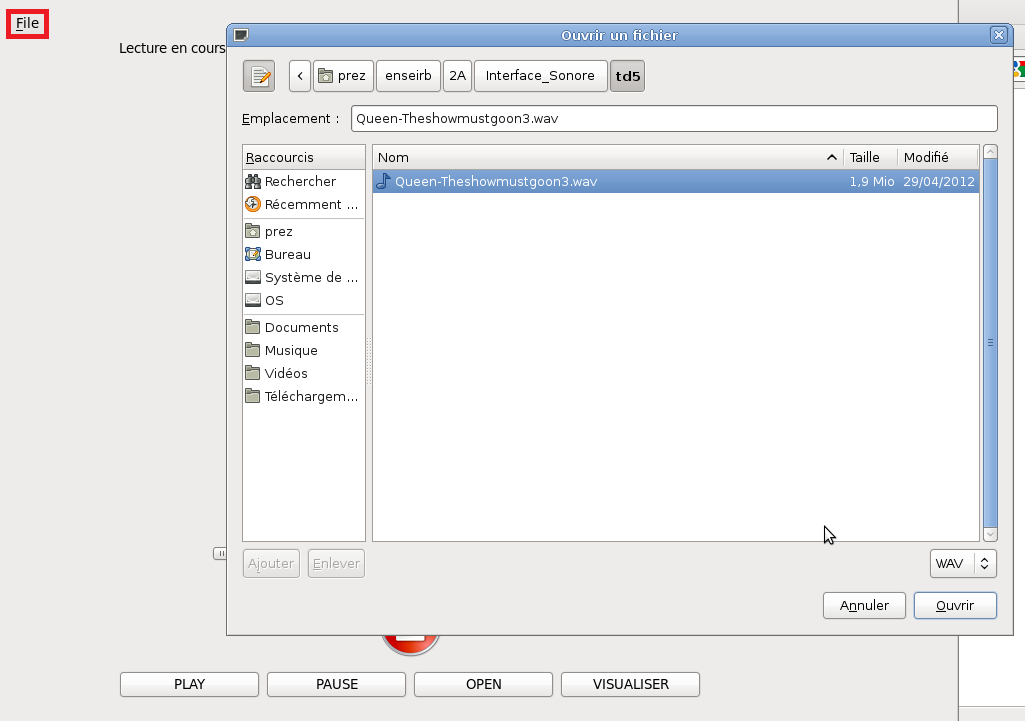 File
Lecture en cours
Ouvrir un fichier
prez enseirb 2A Interface_Sonore td5
Emplacement : Queen-Theshowmustgoon3.wav
Raccourcis
Rechercher
Récemment ...
prez
Bureau
Système de ...
OS
Documents
Musique
Vidéos
Téléchargem...
Nom Taille Modifié
Queen-Theshowmustgoon3.wav 1,9 Mio 29/04/2012
Ajouter Enlever
WAV
Annuler Ouvrir
PLAY PAUSE OPEN VISUALISER